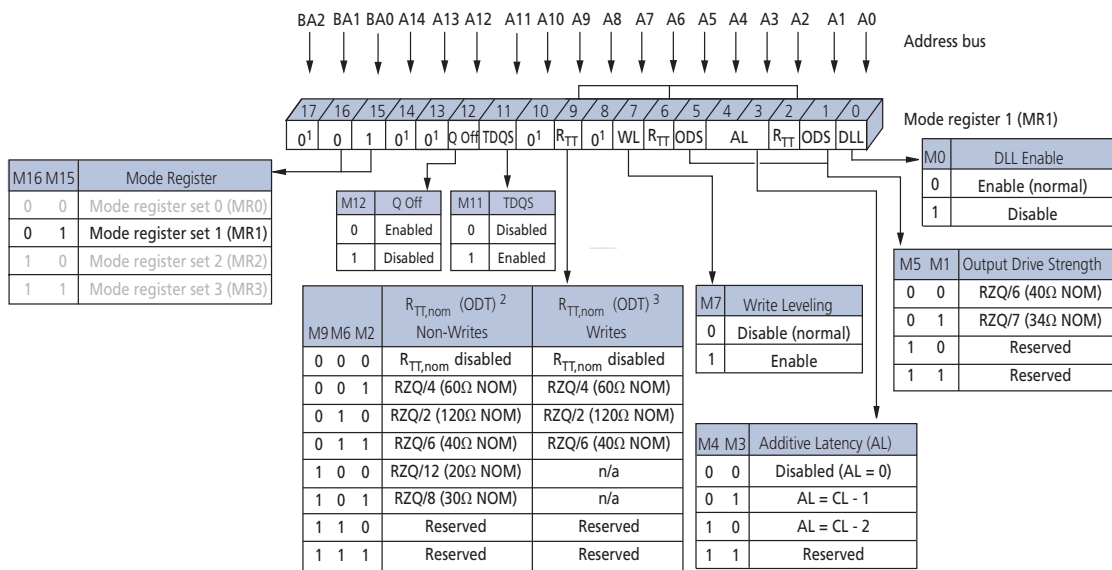 BA2 BA1 BA0 A14 A13 A12 A11 A10 A9 A8 A7 A6 A5 A4 A3 A2 A1 A0
Address bus
17 16 15 14 13 12 11 10 9 8 7 6 5 4 3 2 1 0
0¹ 0 1 0¹ 0¹ Q Off TDQS 0¹ RTT 0¹ WL RTT ODS AL RTT ODS DLL
Mode register 1 (MR1)
M16 M15 Mode Register
0 0 Mode register set 0 (MR0)
0 1 Mode register set 1 (MR1)
1 0 Mode register set 2 (MR2)
1 1 Mode register set 3 (MR3)
M12 Q Off
0 Enabled
1 Disabled
M11 TDQS
0 Disabled
1 Enabled
M0 DLL Enable
0 Enable (normal)
1 Disable
M5 M1 Output Drive Strength
0 0 RZQ/6 (40Ω NOM)
0 1 RZQ/7 (34Ω NOM)
1 0 Reserved
1 1 Reserved
RTT,nom (ODT) ² RTT,nom (ODT) ³
M9 M6 M2 Non-Writes Writes
0 0 0 RTT,nom disabled RTT,nom disabled
0 0 1 RZQ/4 (60Ω NOM) RZQ/4 (60Ω NOM)
0 1 0 RZQ/2 (120Ω NOM) RZQ/2 (120Ω NOM)
0 1 1 RZQ/6 (40Ω NOM) RZQ/6 (40Ω NOM)
1 0 0 RZQ/12 (20Ω NOM) n/a
1 0 1 RZQ/8 (30Ω NOM) n/a
1 1 0 Reserved Reserved
1 1 1 Reserved Reserved
M7 Write Leveling
0 Disable (normal)
1 Enable
M4 M3 Additive Latency (AL)
0 0 Disabled (AL = 0)
0 1 AL = CL - 1
1 0 AL = CL - 2
1 1 Reserved